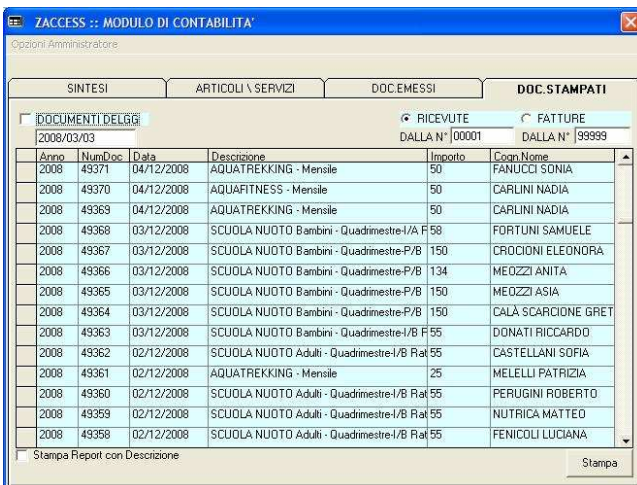 ZACCESS :: MODULO DI CONTABILITA'
Opzioni Amministratore
SINTESI ARTICOLI \ SERVIZI DOC.EMESSI DOC.STAMPATI
DOCUMENTI DELGG RICEVUTE FATTURE
2008/03/03 DALLA N° 00001 DALLA N° 99999
Anno NumDoc Data Descrizione Importo Cogn.Nome
2008 49371 04/12/2008 AQUATREKKING - Mensile 50 FANUCCI SONIA
2008 49370 04/12/2008 AQUAFITNESS - Mensile 50 CARLINI NADIA
2008 49369 04/12/2008 AQUATREKKING - Mensile 50 CARLINI NADIA
2008 49368 03/12/2008 SCUOLA NUOTO Bambini - Quadrimestre-I/A F 58 FORTUNI SAMUELE
2008 49367 03/12/2008 SCUOLA NUOTO Bambini - Quadrimestre-P/B 150 CROCIONI ELEONORA
2008 49366 03/12/2008 SCUOLA NUOTO Bambini - Quadrimestre-P/B 134 MEOZZI ANITA
2008 49365 03/12/2008 SCUOLA NUOTO Bambini - Quadrimestre-P/B 150 MEOZZI ASIA
2008 49364 03/12/2008 SCUOLA NUOTO Bambini - Quadrimestre-P/B 150 CALÀ SCARCIONE GRET
2008 49363 03/12/2008 SCUOLA NUOTO Bambini - Quadrimestre-I/B F 55 DONATI RICCARDO
2008 49362 02/12/2008 SCUOLA NUOTO Adulti - Quadrimestre-I/B Rat 55 CASTELLANI SOFIA
2008 49361 02/12/2008 AQUATREKKING - Mensile 25 MELELLI PATRIZIA
2008 49360 02/12/2008 SCUOLA NUOTO Adulti - Quadrimestre-I/B Rat 55 PERUGINI ROBERTO
2008 49359 02/12/2008 SCUOLA NUOTO Adulti - Quadrimestre-I/B Rat 55 NUTRICA MATTEO
2008 49358 02/12/2008 SCUOLA NUOTO Adulti - Quadrimestre-I/B Rat 55 FENICOLI LUCIANA
Stampa Report con Descrizione Stampa